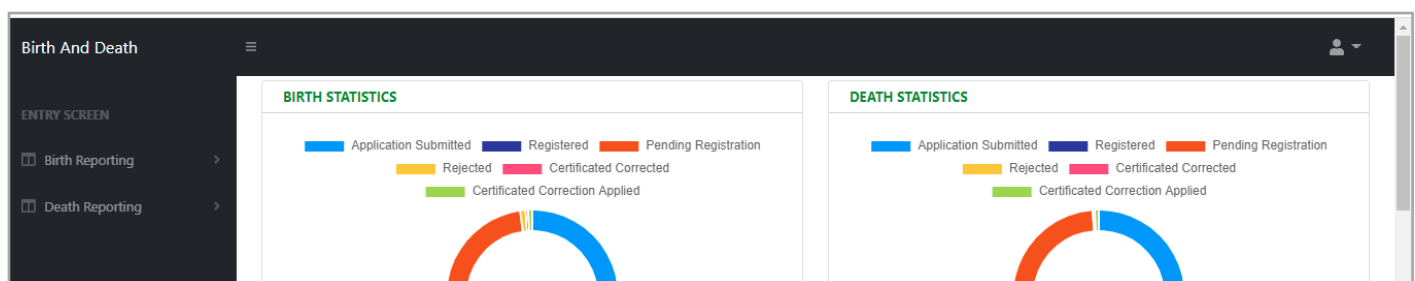 Birth And Death
ENTRY SCREEN
Birth Reporting
Death Reporting
BIRTH STATISTICS
Application Submitted Registered Pending Registration
Rejected Certificated Corrected
Certificated Correction Applied
DEATH STATISTICS
Application Submitted Registered Pending Registration
Rejected Certificated Corrected
Certificated Correction Applied